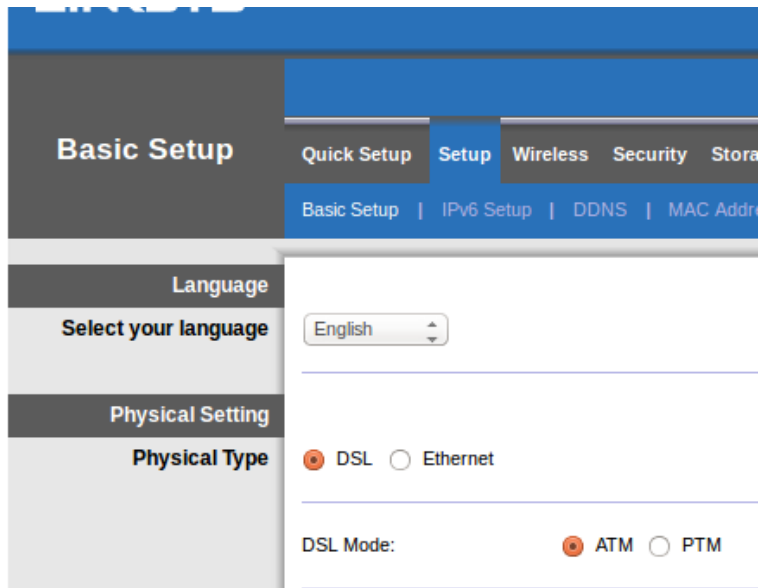 Basic Setup
Quick Setup Setup Wireless Security
Basic Setup | IPv6 Setup | DDNS | MAC
Language
Select your language English
Physical Setting
Physical Type DSL Ethernet
DSL Mode: ATM PTM